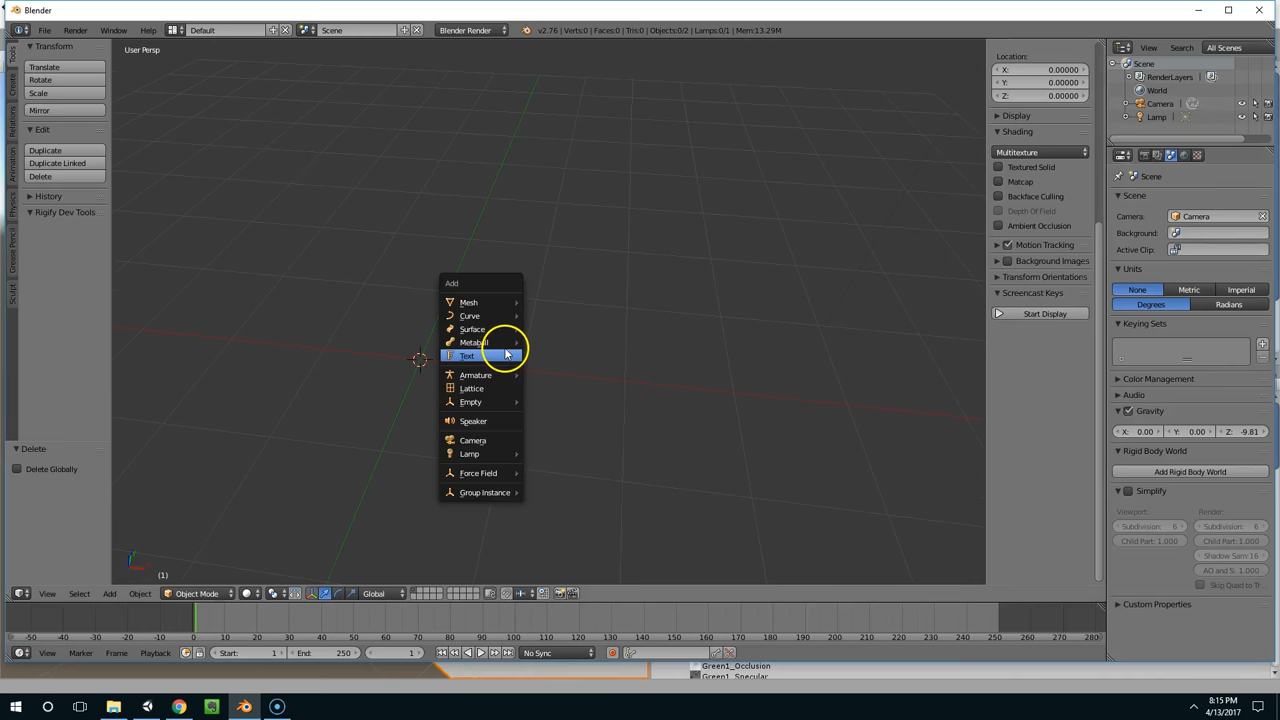 Blender
File Render Window Help Default Scene Blender Render v2.76 | Verts:0 | Faces:0 | Tris:0 | Objects:0/2 | Lamps:0/1 | Mem:13.29M
Tools
Create
Relations
Animation
Physics
Grease Pencil
Sculpt
Transform
Translate
Rotate
Scale
Mirror
Edit
Duplicate
Duplicate Linked
Delete
History
Rigify Dev Tools
Delete
Delete Globally
User Persp
Add
Mesh
Curve
Surface
Metaball
Text
Armature
Lattice
Empty
Speaker
Camera
Lamp
Force Field
Group Instance
(1)
Location:
X: 0.00000
Y: 0.00000
Z: 0.00000
Display
Shading
Multitexture
Textured Solid
Matcap
Backface Culling
Depth Of Field
Ambient Occlusion
Motion Tracking
Background Images
Transform Orientations
Screencast Keys
Start Display
View Search All Scenes
Scene
RenderLayers
World
Camera
Lamp
Scene
Scene
Camera: Camera
Background:
Active Clip:
Units
None Metric Imperial
Degrees Radians
Keying Sets
Color Management
Audio
Gravity
X: 0.00 Y: 0.00 Z: -9.81
Rigid Body World
Add Rigid Body World
Simplify
Viewport: Render:
Subdivision: 6 Subdivision: 6
Child Part: 1.000 Child Part: 1.000
Shadow Sam:16
AO and S: 1.000
Skip Quad to Tr...
Custom Properties
View Select Add Object Object Mode Global
-50 -40 -30 -20 -10 0 10 20 30 40 50 60 70 80 90 100 110 120 130 140 150 160 170 180 190 200 210 220 230 240 250 260 270 280
View Marker Frame Playback Start: 1 End: 250 1 No Sync
Green1_Occlusion
Green1_Specular
8:15 PM
4/13/2017